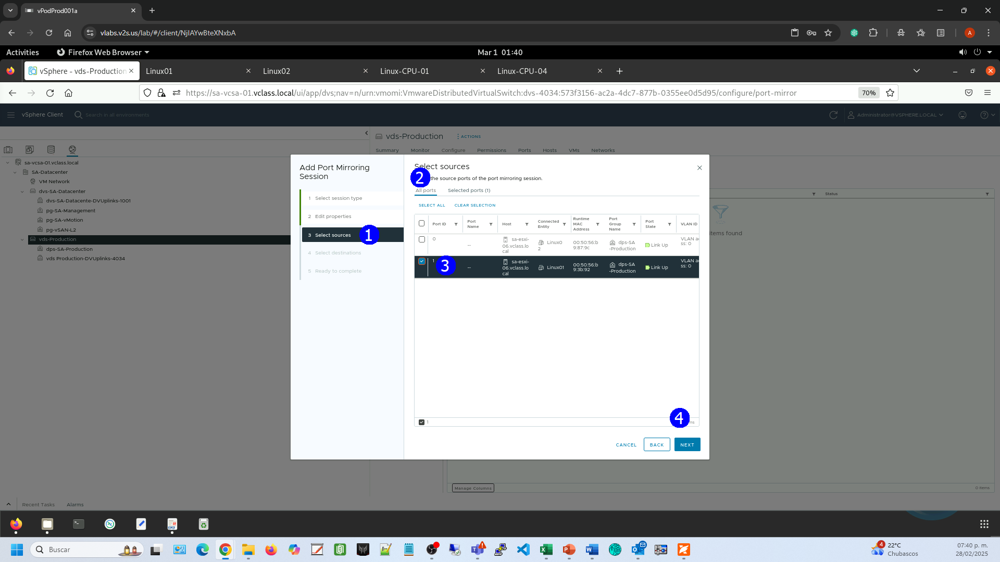 vPodProd001a
vlabs.v2s.us/lab/#/client/NjIAYwBteXNxbA
A
Activities
Firefox Web Browser
Mar 1 01:40
vSphere - vds-Production
Linux01
Linux02
Linux-CPU-01
Linux-CPU-04
https://sa-vcsa-01.vclass.local/ui/app/dvs;nav=n/urn:vmomi:VmwareDistributedVirtualSwitch:dvs-4034:573f3156-ac2a-4dc7-877b-0355ee0d5d95/configure/port-mirror
70%
vSphere Client
Search in all environments
Administrator@VSPHERE.LOCAL
vds-Production
ACTIONS
Summary
Monitor
Configure
Permissions
Ports
Hosts
VMs
Networks
sa-vcsa-01.vclass.local
SA-Datacenter
VM Network
dvs-SA-Datacenter
dvs-SA-Datacente-DVUplinks-1001
pg-SA-Management
pg-SA-vMotion
pg-vSAN-L2
vds-Production
dps-SA-Production
vds Production-DVUplinks-4034
Status
items found
Manage Columns
0 items
Add Port Mirroring
Session
1 Select session type
2 Edit properties
3 Select sources
1
4 Select destinations
5 Ready to complete
Select sources
2
the source ports of the port mirroring session.
All ports
Selected ports (1)
SELECT ALL
CLEAR SELECTION
Port ID
Port
Name
Host
Connected
Entity
Runtime
MAC
Address
Port
Group
Name
Port
State
VLAN ID
0
--
sa-esxi-
06.vclass.lo
cal
Linux0
2
00:50:56:b
9:87:9c
dps-SA
-Production
Link Up
VLAN a
ss: 0
1
3
--
sa-esxi-
06.vclass.lo
cal
Linux01
00:50:56:b
9:3b:92
dps-SA
-Production
Link Up
VLAN a
ss: 0
1
4
ms
CANCEL
BACK
NEXT
Recent Tasks
Alarms
Buscar
4
22°C
Chubascos
07:40 p. m.
28/02/2025